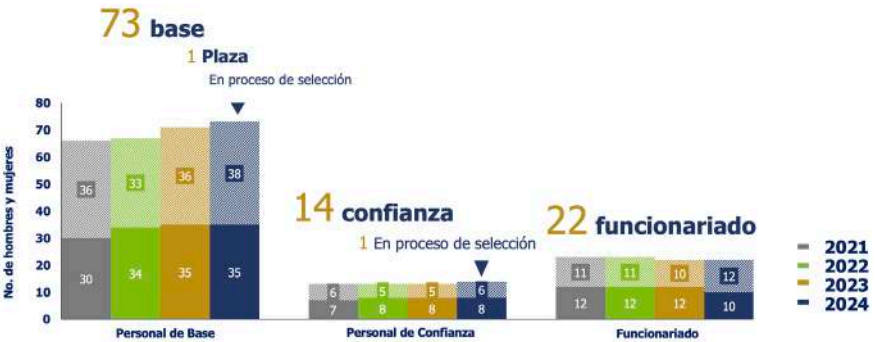 73 base
1 Plaza
En proceso de selección
14 confianza
1 En proceso de selección
22 funcionariado
No. de hombres y mujeres
80
70
60
50
40
30
20
10
0
36 33 36 38
30 34 35 35
6 5 5 6
7 8 8 8
11 11 10 12
12 12 12 10
Personal de Base Personal de Confianza Funcionariado
2021
2022
2023
2024